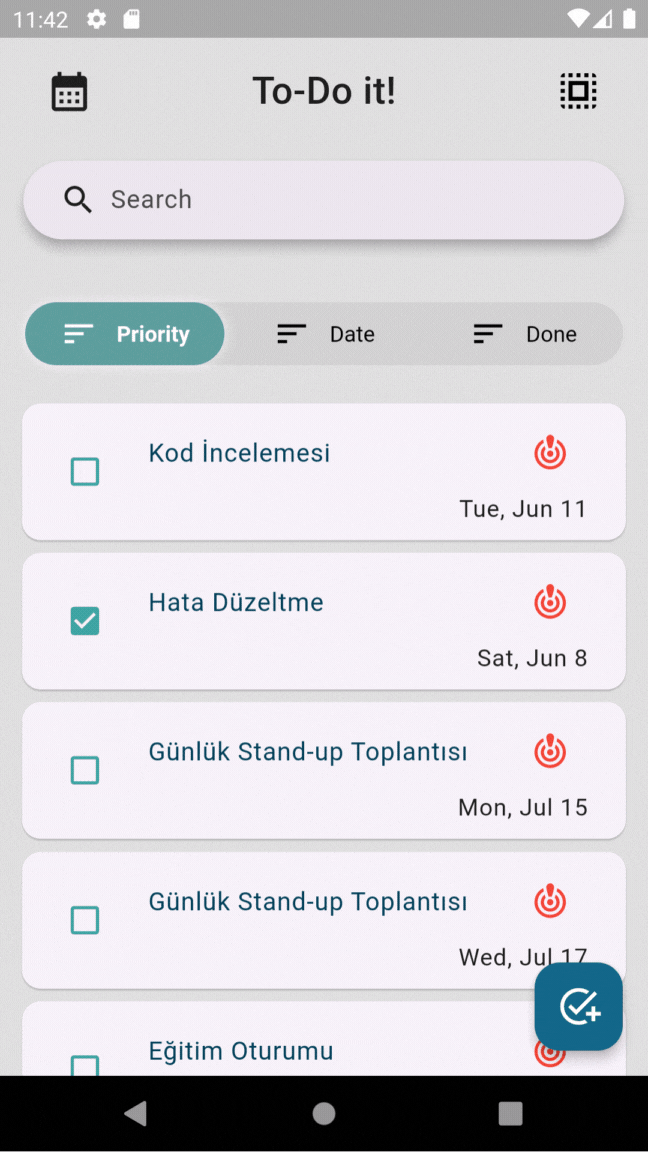 11:42
To-Do it!
Search
Priority
Date
Done
Kod İncelemesi
Tue, Jun 11
Hata Düzeltme
Sat, Jun 8
Günlük Stand-up Toplantısı
Mon, Jul 15
Günlük Stand-up Toplantısı
Wed, Jul 17
Eğitim Oturumu